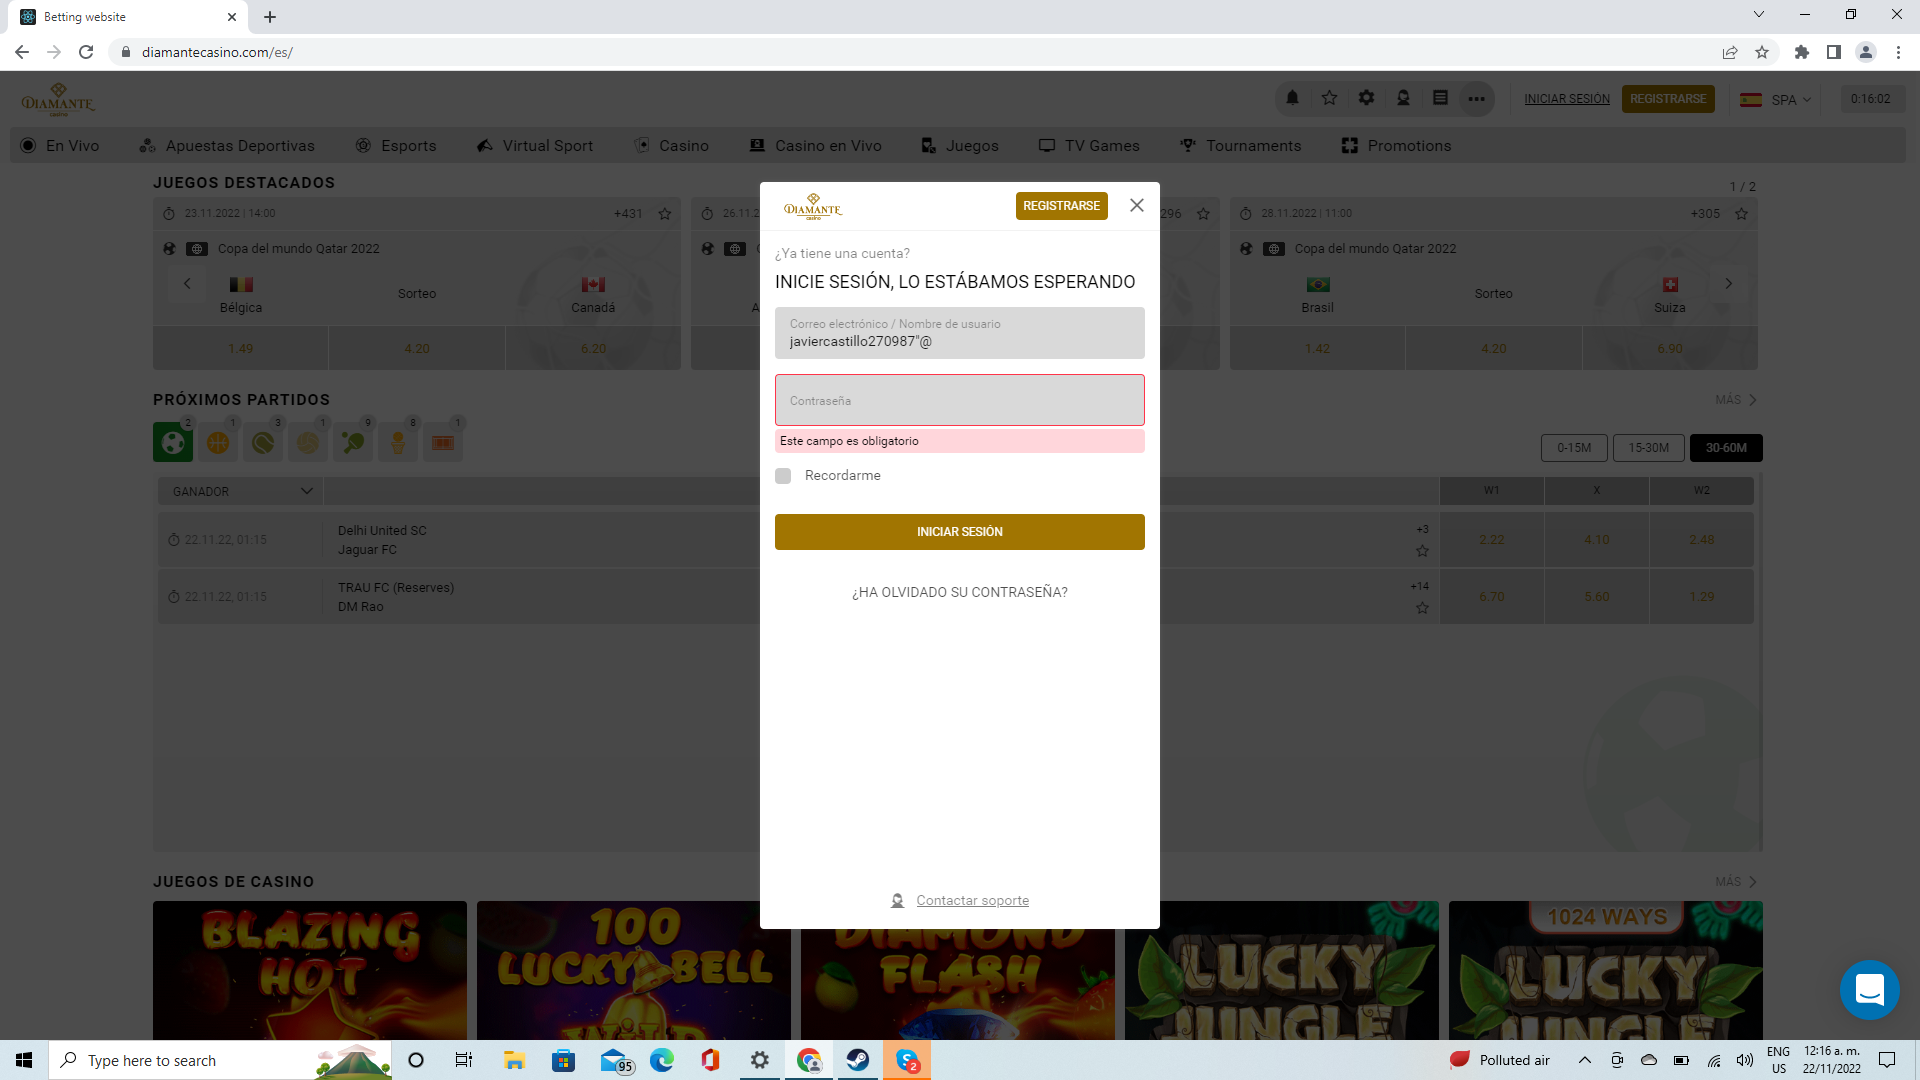 Betting website
diamantecasino.com/es/
DIAMANTE
casino
INICIAR SESIÓN
REGISTRARSE
SPA
0:16:02
En Vivo
Apuestas Deportivas
Esports
Virtual Sport
Casino
Casino en Vivo
Juegos
TV Games
Tournaments
Promotions
JUEGOS DESTACADOS
1 / 2
23.11.2022 | 14:00
+431
Copa del mundo Qatar 2022
Bélgica
Sorteo
Canadá
1.49
4.20
6.20
26.11.2
296
28.11.2022 | 11:00
+305
Copa del mundo Qatar 2022
Brasil
Sorteo
Suiza
1.42
4.20
6.90
DIAMANTE
casino
REGISTRARSE
¿Ya tiene una cuenta?
INICIE SESIÓN, LO ESTÁBAMOS ESPERANDO
Correo electrónico / Nombre de usuario
javiercastillo270987"@
Contraseña
Este campo es obligatorio
Recordarme
INICIAR SESIÓN
¿HA OLVIDADO SU CONTRASEÑA?
Contactar soporte
PRÓXIMOS PARTIDOS
MÁS
2
1
3
1
9
8
1
0-15M
15-30M
30-60M
GANADOR
W1
X
W2
22.11.22, 01:15
Delhi United SC
Jaguar FC
+3
2.22
4.10
2.48
22.11.22, 01:15
TRAU FC (Reserves)
DM Rao
+14
6.70
5.60
1.29
JUEGOS DE CASINO
MÁS
BLAZING
HOT
100
LUCKY BELL
WILD
DIAMOND
FLASH
LUCKY
JUNGLE
1024 WAYS
LUCKY
JUNGLE
Type here to search
95
2
Polluted air
ENG
US
12:16 a. m.
22/11/2022